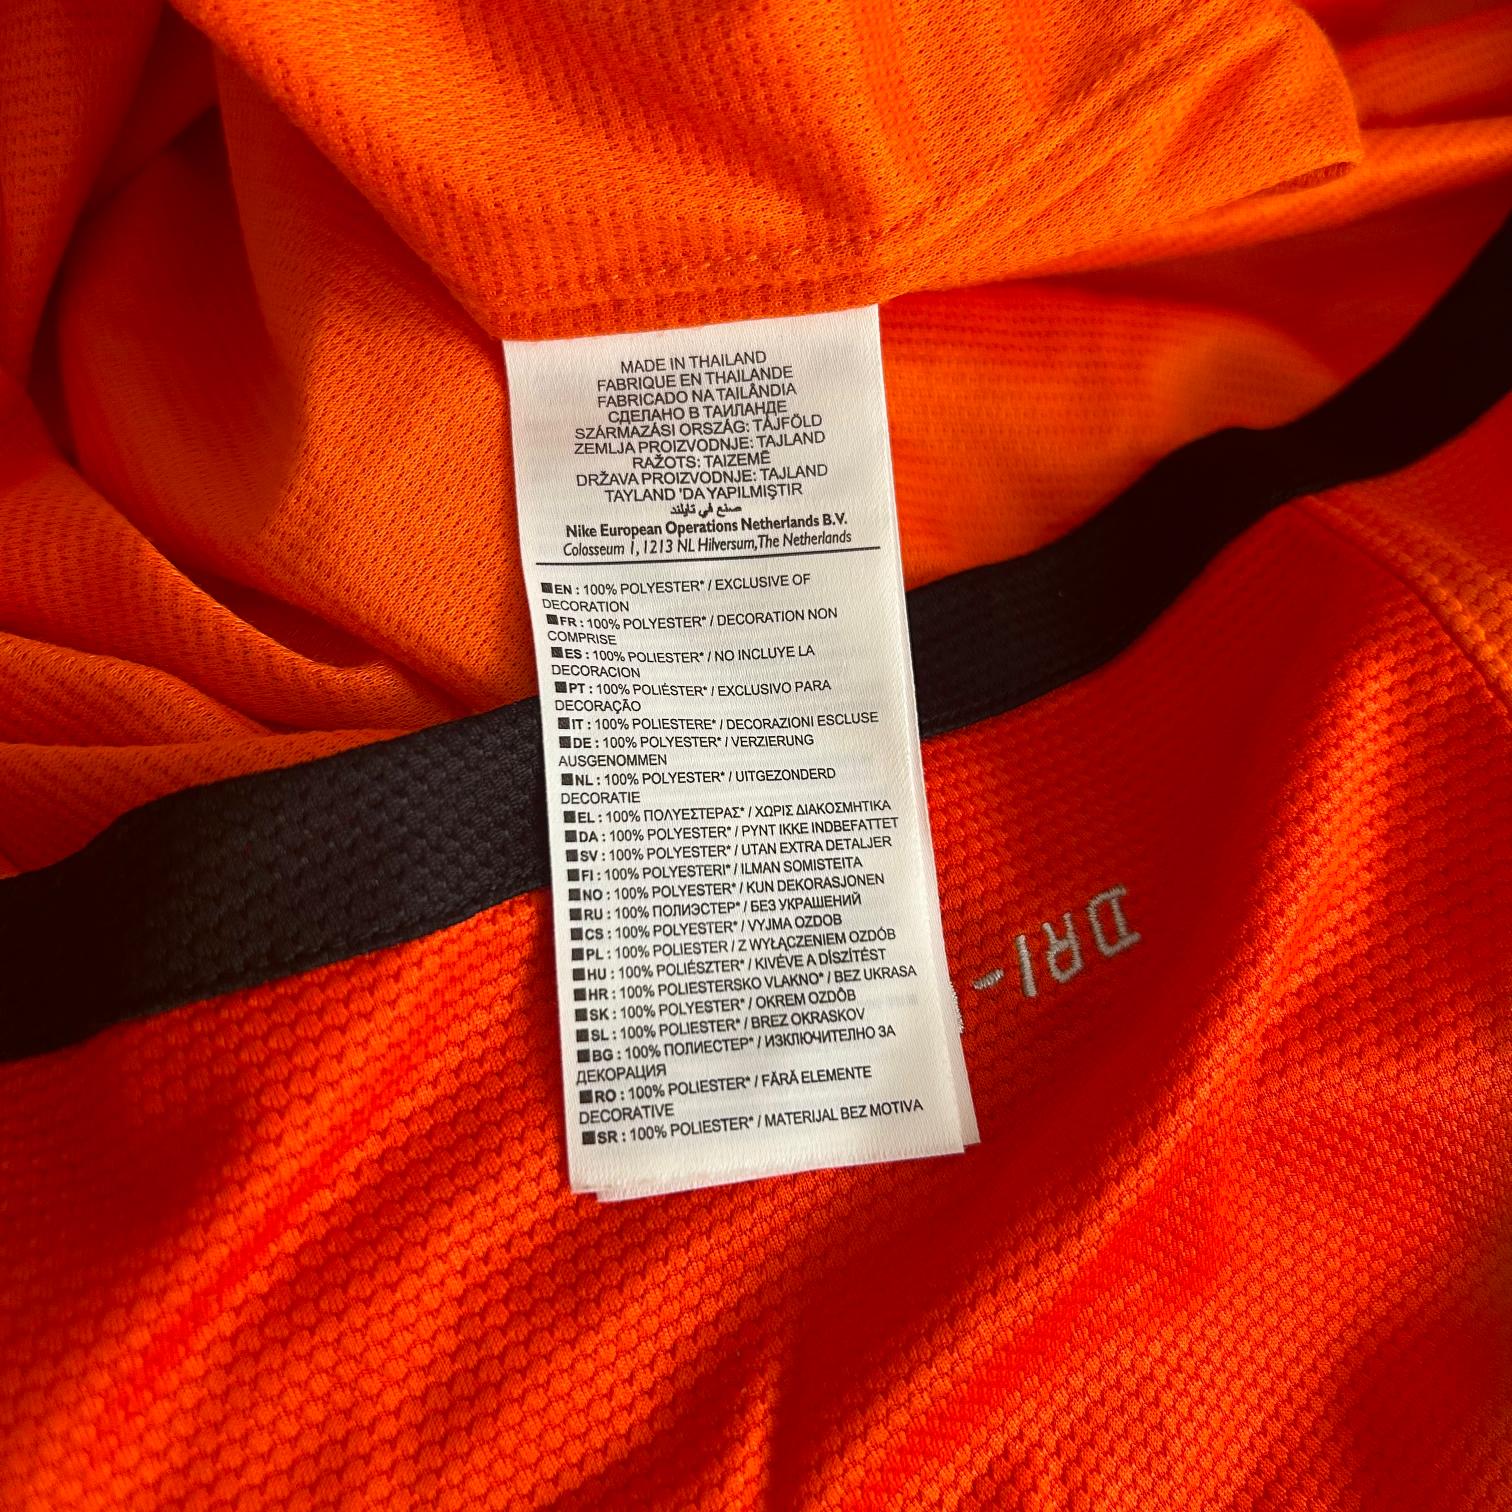 MADE IN THAILAND
FABRIQUE EN THAILANDE
FABRICADO NA TAILÂNDIA
СДЕЛАНО В ТАИЛАНДЕ
SZÁRMAZÁSI ORSZÁG: TÁJFÖLD
ZEMLJA PROIZVODNJE: TAJLAND
RAŽOTS: TAIZEMĒ
DRŽAVA PROIZVODNJE: TAJLAND
TAYLAND 'DA YAPILMIŞTIR
صنع في تايلند
Nike European Operations Netherlands B.V.
Colosseum 1, 1213 NL Hilversum, The Netherlands
EN : 100% POLYESTER* / EXCLUSIVE OF
DECORATION
FR : 100% POLYESTER* / DECORATION NON
COMPRISE
ES : 100% POLIESTER* / NO INCLUYE LA
DECORACION
PT : 100% POLIÉSTER* / EXCLUSIVO PARA
DECORAÇÃO
IT : 100% POLIESTERE* / DECORAZIONI ESCLUSE
DE : 100% POLYESTER* / VERZIERUNG
AUSGENOMMEN
NL : 100% POLYESTER* / UITGEZONDERD
DECORATIE
EL : 100% ΠΟΛΥΕΣΤΕΡΑΣ* / ΧΩΡΙΣ ΔΙΑΚΟΣΜΗΤΙΚΑ
DA : 100% POLYESTER* / PYNT IKKE INDBEFATTET
SV : 100% POLYESTER* / UTAN EXTRA DETALJER
FI : 100% POLYESTERI* / ILMAN SOMISTEITA
NO : 100% POLYESTER* / KUN DEKORASJONEN
RU : 100% ПОЛИЭСТЕР* / БЕЗ УКРАШЕНИЙ
CS : 100% POLYESTER* / VYJMA OZDOB
PL : 100% POLIESTER / Z WYŁĄCZENIEM OZDÓB
HU : 100% POLIÉSZTER* / KIVÉVE A DÍSZÍTÉST
HR : 100% POLIESTERSKO VLAKNO* / BEZ UKRASA
SK : 100% POLYESTER* / OKREM OZDÔB
SL : 100% POLIESTER* / BREZ OKRASKOV
BG : 100% ПОЛИЕСТЕР* / ИЗКЛЮЧИТЕЛНО ЗА
ДЕКОРАЦИЯ
RO : 100% POLIESTER* / FĂRĂ ELEMENTE
DECORATIVE
SR : 100% POLIESTER* / MATERIJAL BEZ MOTIVA
DRI-